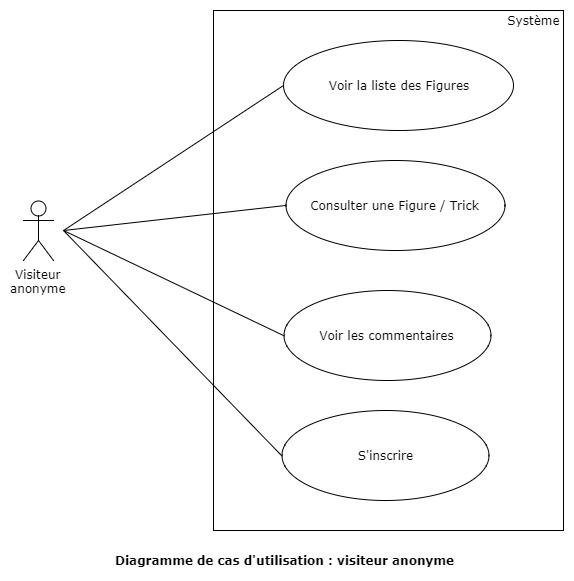 Système
Voir la liste des Figures
Consulter une Figure / Trick
Visiteur
anonyme
Voir les commentaires
S'inscrire
Diagramme de cas d'utilisation : visiteur anonyme